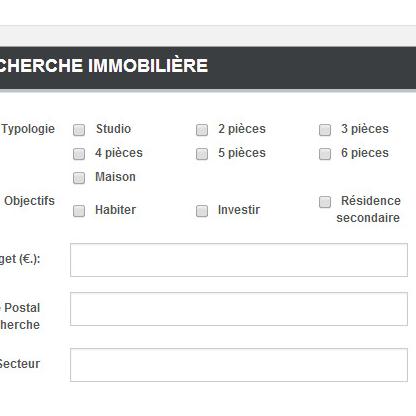 CHERCHE IMMOBILIÈRE
Typologie Studio 2 pièces 3 pièces
4 pièces 5 pièces 6 pieces
Maison
Objectifs Habiter Investir Résidence
secondaire
get (€.):
Postal
herche
Secteur